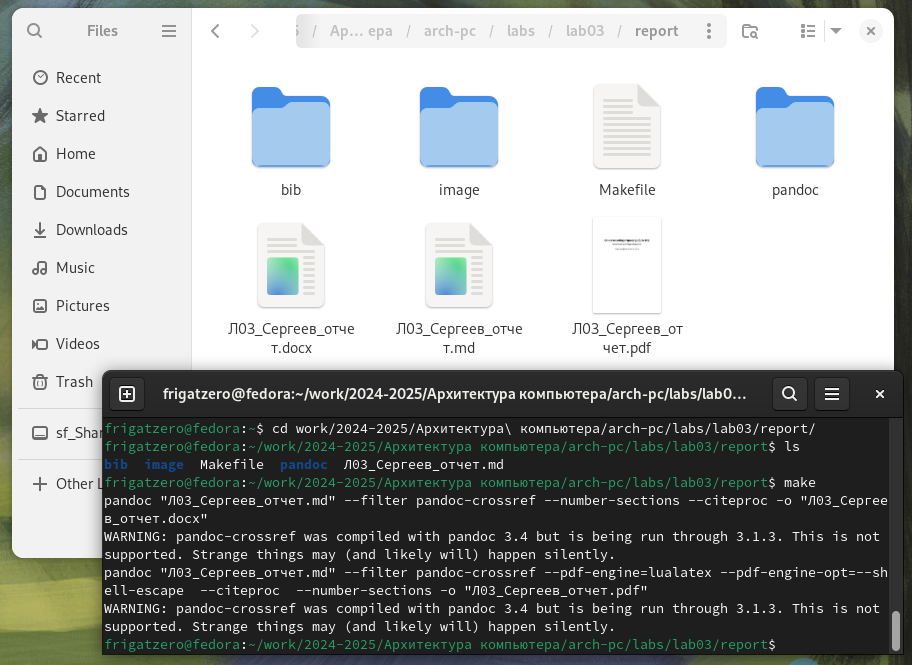 Files
Ар... ера / arch-pc / labs / lab03 / report
Recent
Starred
Home
Documents
Downloads
Music
Pictures
Videos
Trash
sf_Shar
Other L
bib
image
Makefile
pandoc
Л03_Сергеев_отче
т.docx
Л03_Сергеев_отче
т.md
Л03_Сергеев_от
чет.pdf
frigatzero@fedora:~/work/2024-2025/Архитектура компьютера/arch-pc/labs/lab0...
frigatzero@fedora:~$ cd work/2024-2025/Архитектура\ компьютера/arch-pc/labs/lab03/report/
frigatzero@fedora:~/work/2024-2025/Архитектура компьютера/arch-pc/labs/lab03/report$ ls
bib image Makefile pandoc Л03_Сергеев_отчет.md
frigatzero@fedora:~/work/2024-2025/Архитектура компьютера/arch-pc/labs/lab03/report$ make
pandoc "Л03_Сергеев_отчет.md" --filter pandoc-crossref --number-sections --citeproc -o "Л03_Сергее
в_отчет.docx"
WARNING: pandoc-crossref was compiled with pandoc 3.4 but is being run through 3.1.3. This is not
supported. Strange things may (and likely will) happen silently.
pandoc "Л03_Сергеев_отчет.md" --filter pandoc-crossref --pdf-engine=lualatex --pdf-engine-opt=--sh
ell-escape --citeproc --number-sections -o "Л03_Сергеев_отчет.pdf"
WARNING: pandoc-crossref was compiled with pandoc 3.4 but is being run through 3.1.3. This is not
supported. Strange things may (and likely will) happen silently.
frigatzero@fedora:~/work/2024-2025/Архитектура компьютера/arch-pc/labs/lab03/report$